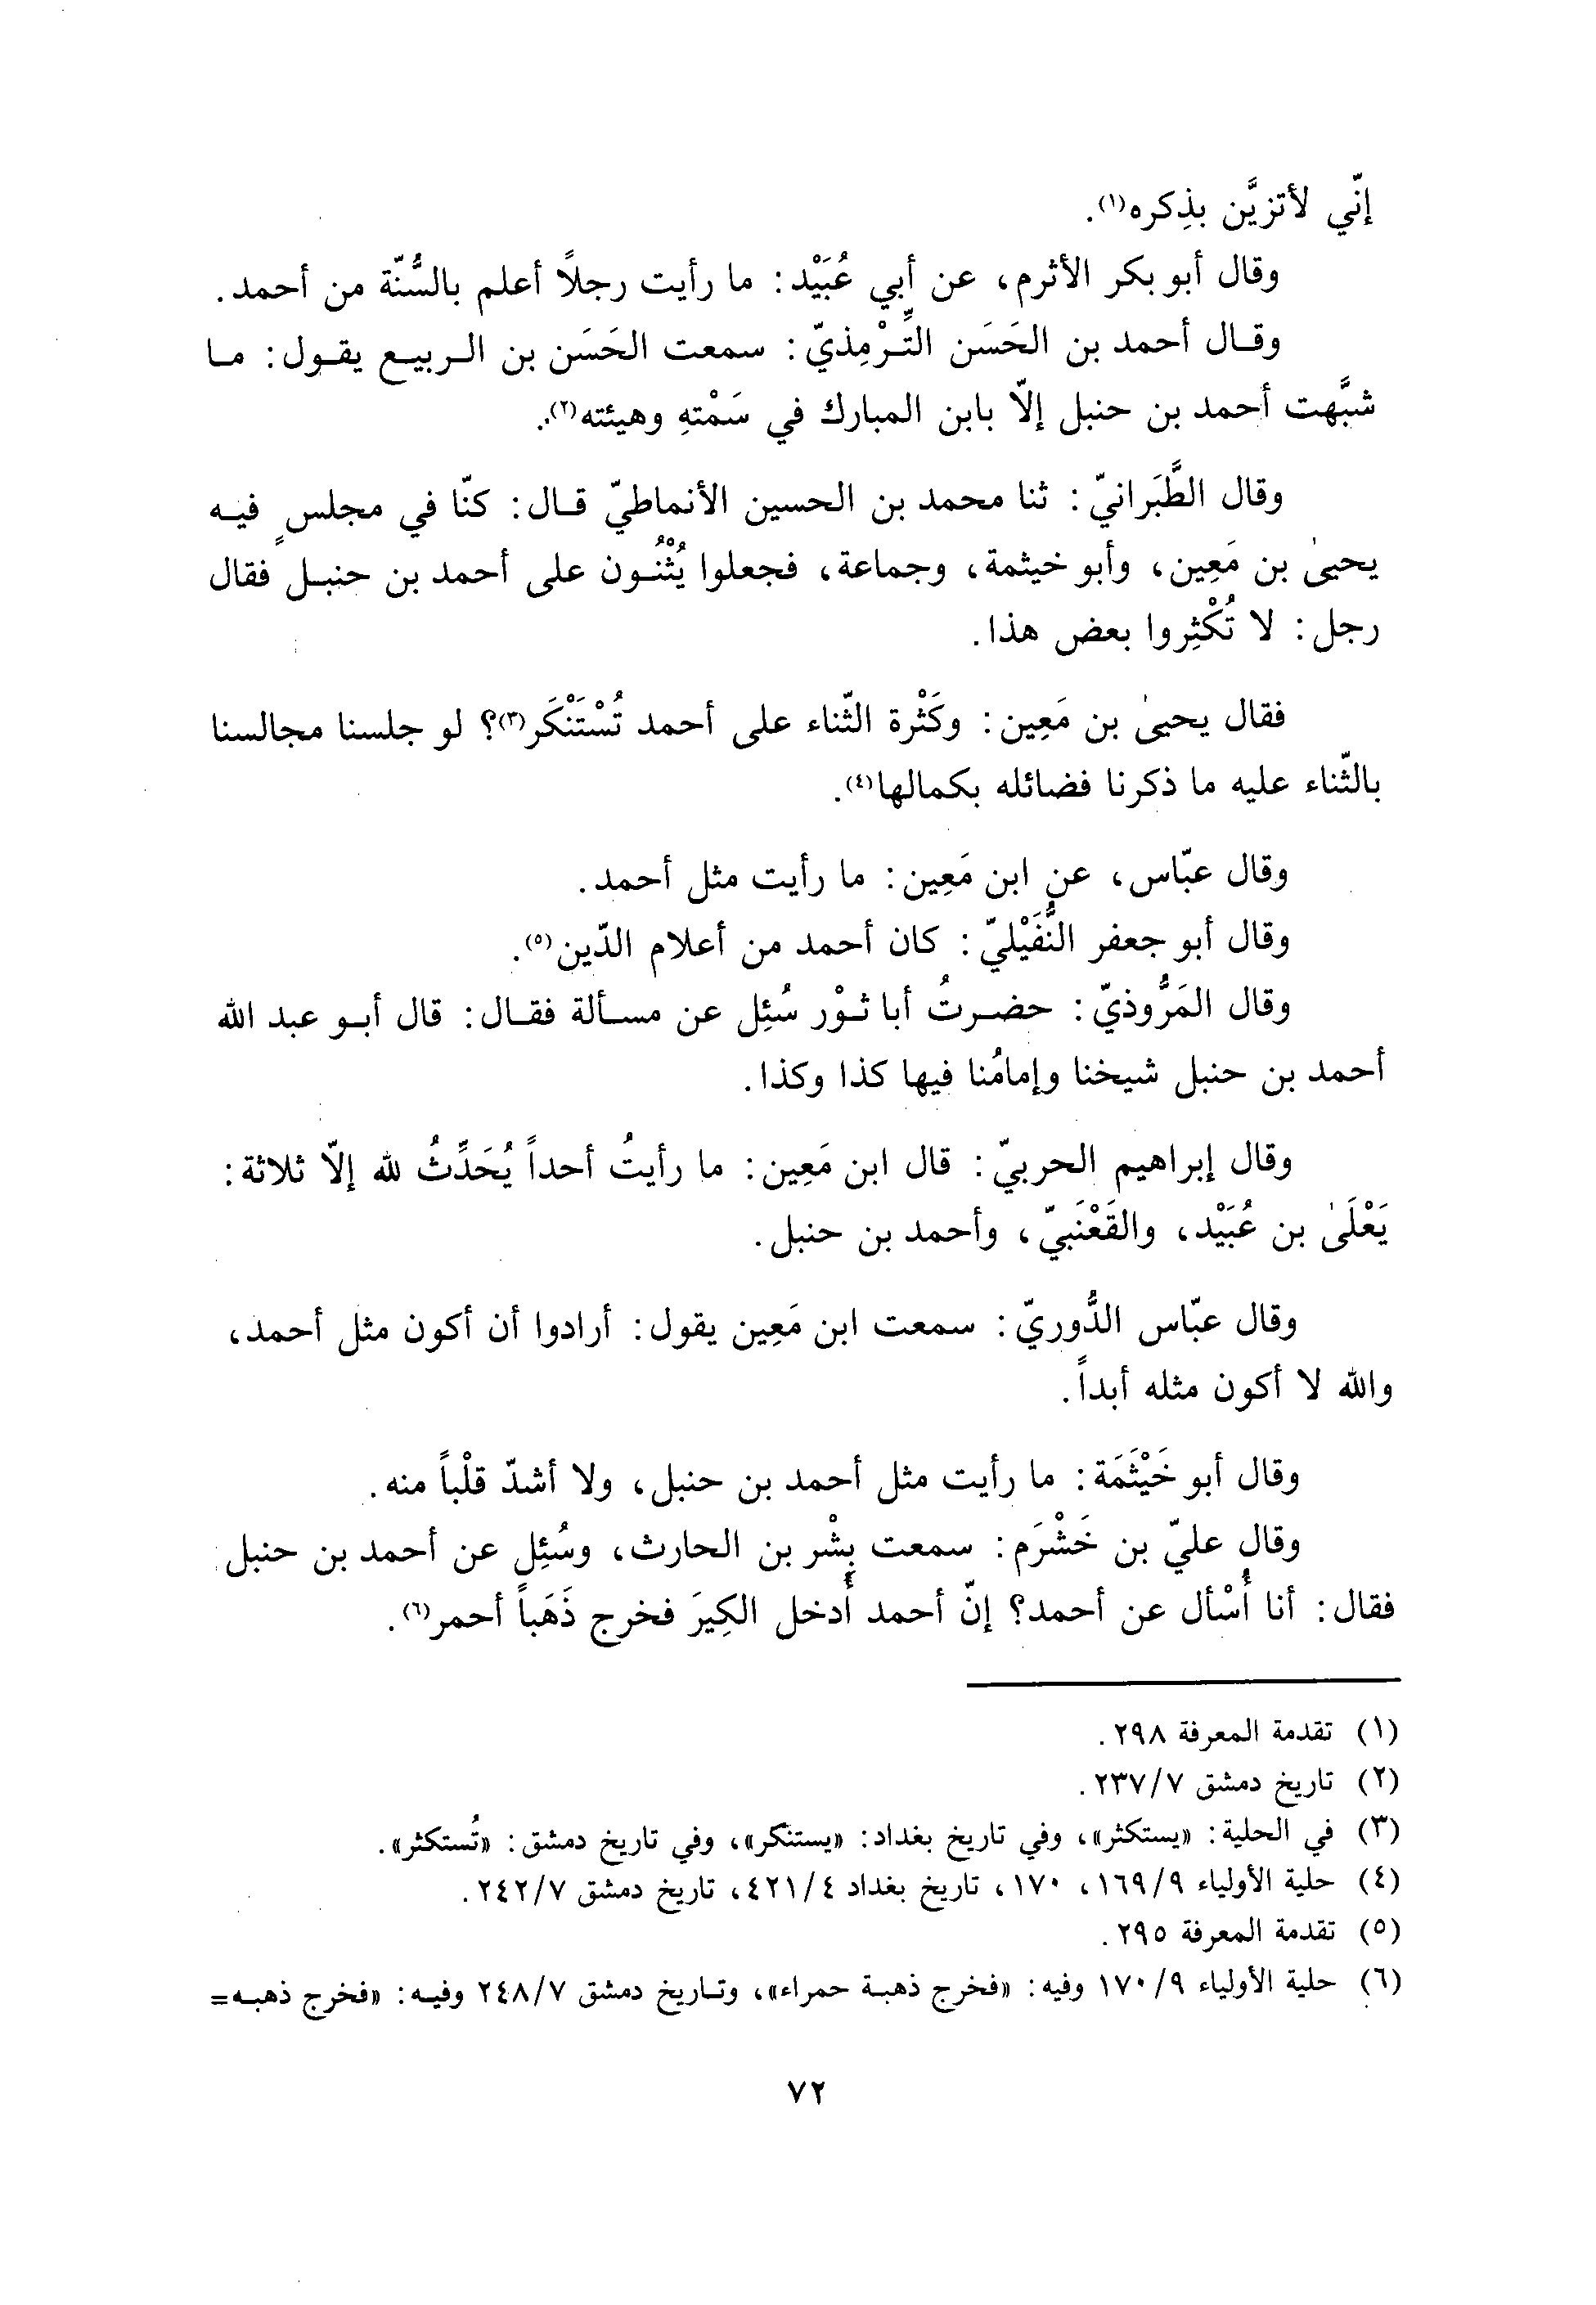 إنّي لأتزيَّن بذِكره(١).
وقال أبو بكر الأثرم، عن أبي عُبَيْد: ما رأيت رجلاً أعلم بالسُّنّة من أحمد.
وقال أحمد بن الحَسَن التِّرْمِذيّ: سمعت الحَسَن بن الربيع يقول: ما
شبَّهت أحمد بن حنبل إلّا بابن المبارك في سَمْتهِ وهيئته(٢).
وقال الطَّبَرانيّ: ثنا محمد بن الحسين الأنماطيّ قال: كنّا في مجلسٍ فيه
يحيىٰ بن مَعِين، وأبو خيثمة، وجماعة، فجعلوا يُثْنُون على أحمد بن حنبل فقال
رجل: لا تُكْثِروا بعض هذا.
فقال يحيىٰ بن مَعِين: وكَثْرة الثّناء على أحمد تُسْتَنْكَر(٣)؟ لو جلسنا مجالسنا
بالثّناء عليه ما ذكرنا فضائله بكمالها(٤).
وقال عبّاس، عن ابن مَعِين: ما رأيت مثل أحمد.
وقال أبو جعفر النُّفَيْليّ: كان أحمد من أعلام الدّين(٥).
وقال المَرُّوذيّ: حضرتُ أبا ثوْر سُئِل عن مسألة فقال: قال أبو عبد الله
أحمد بن حنبل شيخنا وإمامُنا فيها كذا وكذا.
وقال إبراهيم الحربيّ: قال ابن مَعِين: ما رأيتُ أحداً يُحَدِّثُ لله إلّا ثلاثة:
يَعْلَىٰ بن عُبَيْد، والقَعْنَبيّ، وأحمد بن حنبل.
وقال عبّاس الدُّوريّ: سمعت ابن مَعِين يقول: أرادوا أن أكون مثل أحمد،
والله لا أكون مثله أبداً.
وقال أبو خَيْثَمَة: ما رأيت مثل أحمد بن حنبل، ولا أشدّ قلْباً منه.
وقال عليّ بن خَشْرَم: سمعت بِشْر بن الحارث، وسُئِل عن أحمد بن حنبل
فقال: أنا أُسْأل عن أحمد؟ إنّ أحمد أُدخل الكِيرَ فخرج ذَهَباً أحمر(٦).
(١) تقدمة المعرفة ٢٩٨.
(٢) تاريخ دمشق ٢٣٧/٧.
(٣) في الحلية: «يستكثر»، وفي تاريخ بغداد: «يستنكر»، وفي تاريخ دمشق: «تُستكثر».
(٤) حلية الأولياء ١٦٩/٩، ١٧٠، تاريخ بغداد ٤٢١/٤، تاريخ دمشق ٢٤٢/٧.
(٥) تقدمة المعرفة ٢٩٥.
(٦) حلية الأولياء ١٧٠/٩ وفيه: «فخرج ذهبة حمراء»، وتاريخ دمشق ٢٤٨/٧ وفيه: «فخرج ذهبه=
٧٢